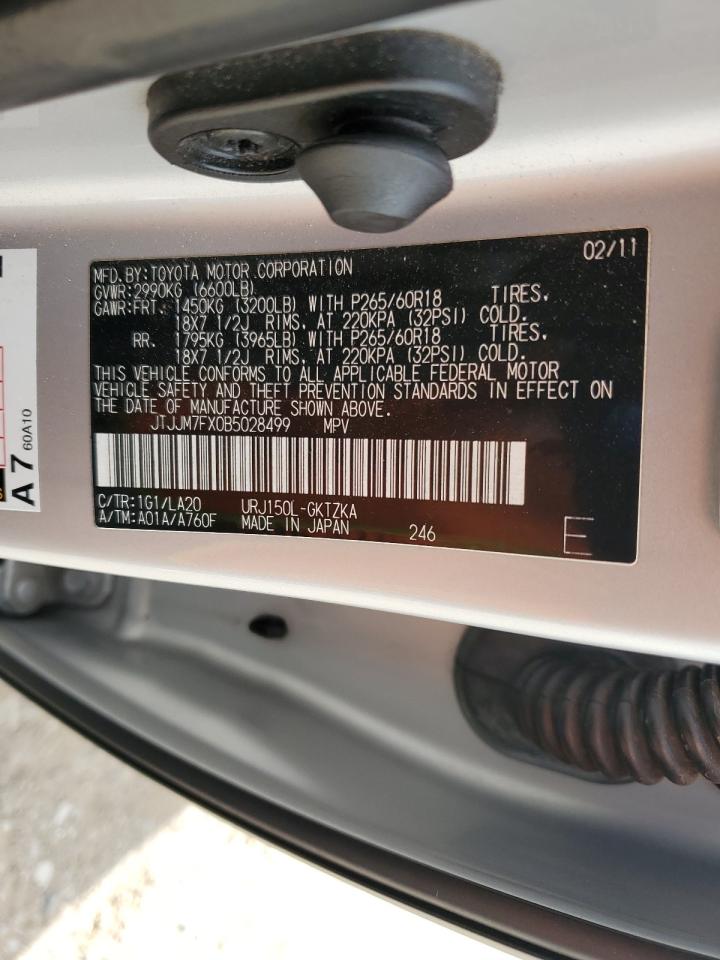 02/11
MFD.BY:TOYOTA MOTOR CORPORATION
GVWR:2990KG (6600LB)
GAWR:FRT. 1450KG (3200LB) WITH P265/60R18 TIRES,
18X7 1/2J RIMS, AT 220KPA (32PSI) COLD.
RR. 1795KG (3965LB) WITH P265/60R18 TIRES,
18X7 1/2J RIMS, AT 220KPA (32PSI) COLD.
THIS VEHICLE CONFORMS TO ALL APPLICABLE FEDERAL MOTOR
VEHICLE SAFETY AND THEFT PREVENTION STANDARDS IN EFFECT ON
THE DATE OF MANUFACTURE SHOWN ABOVE.
JTJJM7FX0B5028499 MPV
C/TR:1G1/LA20 URJ150L-GKTZKA
A/TM:A01A/A760F MADE IN JAPAN 246 E
A7 60A10